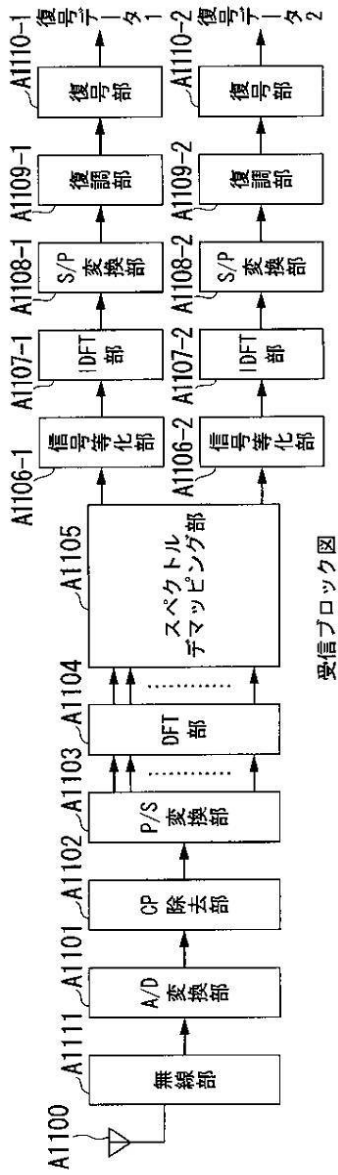 A1100
A1111
無線部
A1101
A/D
変換部
A1102
CP
除去部
A1103
P/S
変換部
A1104
DFT
部
A1105
スペクトル
デマッピング部
A1106-1
信号等化部
A1107-1
IDFT
部
A1108-1
S/P
変換部
A1109-1
復調部
A1110-1
復号部
復号データ
1
A1106-2
信号等化部
A1107-2
IDFT
部
A1108-2
S/P
変換部
A1109-2
復調部
A1110-2
復号部
復号データ
2
受信ブロック図